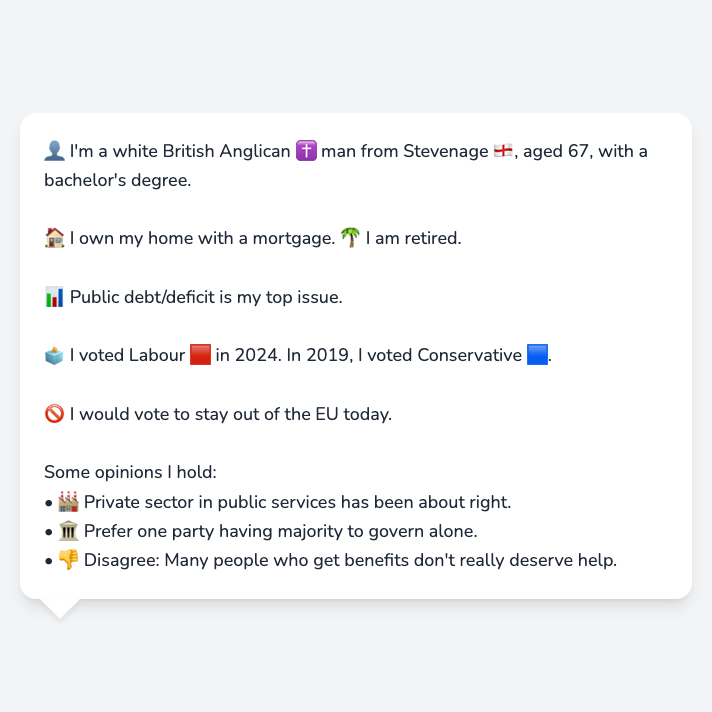 👤 I'm a white British Anglican ✝️ man from Stevenage 🏴󠁧󠁢󠁥󠁮󠁧󠁿, aged 67, with a
bachelor's degree.
🏠 I own my home with a mortgage. 🌴 I am retired.
📊 Public debt/deficit is my top issue.
🗳️ I voted Labour 🟥 in 2024. In 2019, I voted Conservative 🟦.
🚫 I would vote to stay out of the EU today.
Some opinions I hold:
• 🏭 Private sector in public services has been about right.
• 🏛️ Prefer one party having majority to govern alone.
• 👎 Disagree: Many people who get benefits don't really deserve help.